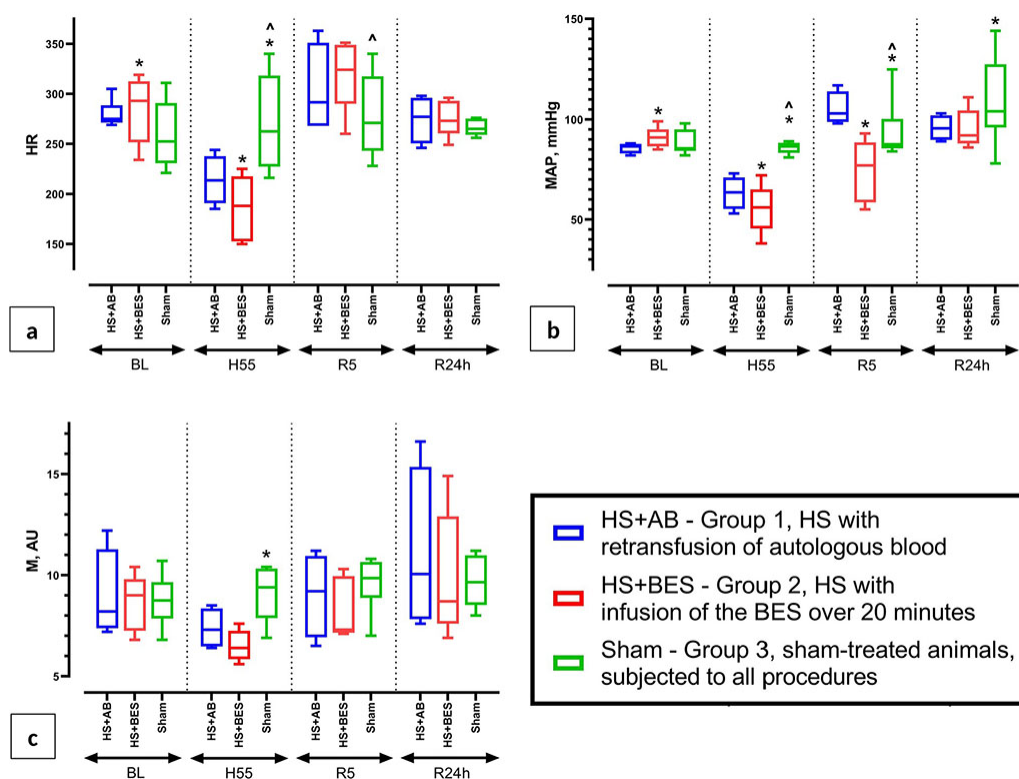 HR
350
300
250
200
150
*
^
*
*
^
HS+AB HS+BES Sham HS+AB HS+BES Sham HS+AB HS+BES Sham HS+AB HS+BES Sham
BL H55 R5 R24h
a
MAP, mmHg
150
100
50
*
*
^
*
*
^
*
*
HS+AB HS+BES Sham HS+AB HS+BES Sham HS+AB HS+BES Sham HS+AB HS+BES Sham
BL H55 R5 R24h
b
M, AU
15
10
5
*
HS+AB HS+BES Sham HS+AB HS+BES Sham HS+AB HS+BES Sham HS+AB HS+BES Sham
BL H55 R5 R24h
c
HS+AB - Group 1, HS with
retransfusion of autologous blood
HS+BES - Group 2, HS with
infusion of the BES over 20 minutes
Sham - Group 3, sham-treated animals,
subjected to all procedures